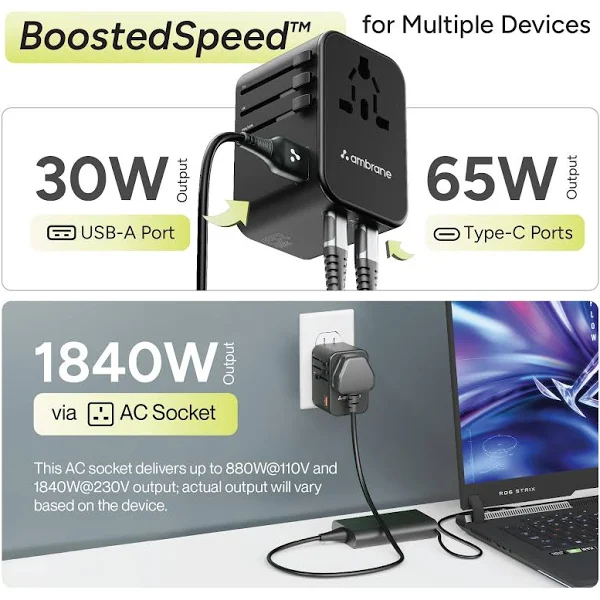 BoostedSpeed™
for Multiple Devices
ambrane
30W Output
USB-A Port
65W Output
Type-C Ports
1840W Output
via AC Socket
This AC socket delivers up to 880W@110V and
1840W@230V output; actual output will vary
based on the device.
ambrane
ROG STRIX